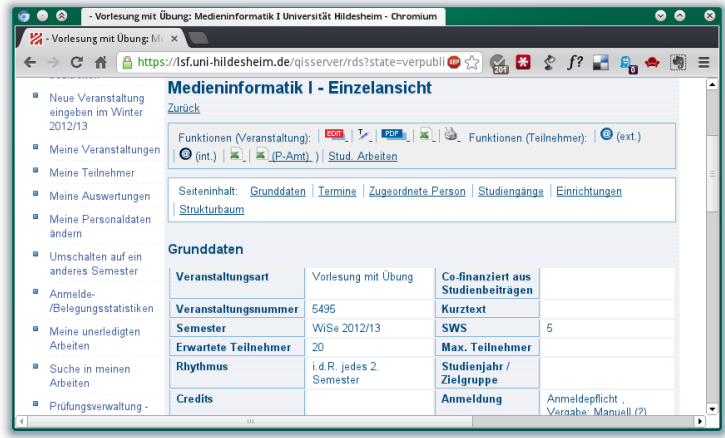 - Vorlesung mit Übung: Medieninformatik I Universität Hildesheim - Chromium
- Vorlesung mit Übung: Me
https://lsf.uni-hildesheim.de/qisserver/rds?state=verpubli
ABP
201
f?
Neue Veranstaltung
eingeben im Winter
2012/13
Meine Veranstaltungen
Meine Teilnehmer
Meine Auswertungen
Meine Personaldaten
ändern
Umschalten auf ein
anderes Semester
Anmelde-
/Belegungsstatistiken
Meine unerledigten
Arbeiten
Suche in meinen
Arbeiten
Prüfungsverwaltung -
Medieninformatik I - Einzelansicht
Zurück
Funktionen (Veranstaltung): | EDIT | | PDF | | Funktionen (Teilnehmer): | @ (ext.)
| @ (int.) | | (P-Amt) ) | Stud. Arbeiten
Seiteninhalt: Grunddaten | Termine | Zugeordnete Person | Studiengänge | Einrichtungen
| Strukturbaum
Grunddaten
Veranstaltungsart Vorlesung mit Übung Co-finanziert aus
Studienbeiträgen
Veranstaltungsnummer 5495 Kurztext
Semester WiSe 2012/13 SWS 5
Erwartete Teilnehmer 20 Max. Teilnehmer
Rhythmus i.d.R. jedes 2. Studienjahr /
Semester Zielgruppe
Credits Anmeldung Anmeldepflicht ,
Vergabe: Manuell (?)